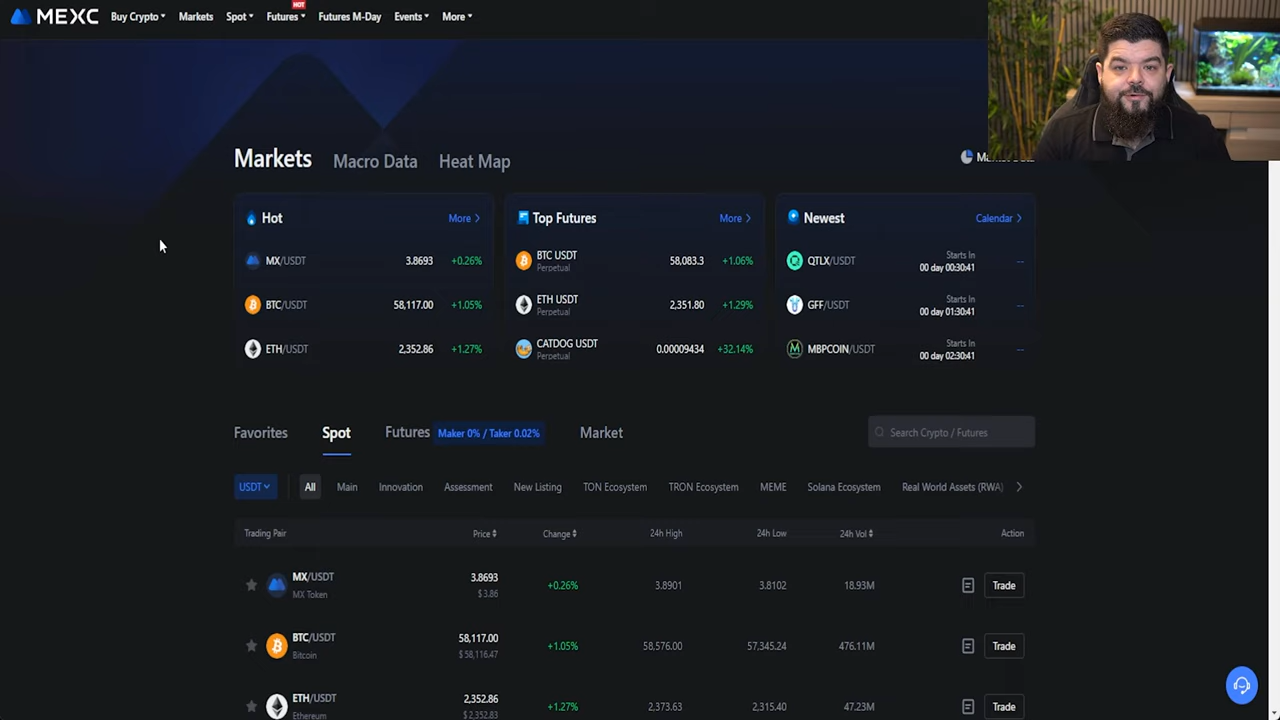 MEXC Buy Crypto Markets Spot Futures HOT Futures M-Day Events More
Markets Macro Data Heat Map
Hot More >
MX/USDT 3.8693 +0.26%
BTC/USDT 58,117.00 +1.05%
ETH/USDT 2,352.86 +1.27%
Top Futures More >
BTC USDT 58,083.3 +1.06%
Perpetual
ETH USDT 2,351.80 +1.29%
Perpetual
CATDOG USDT 0.00009434 +32.14%
Perpetual
Newest Calendar >
QTLX/USDT Starts In --
00 day 00:30:41
GFF/USDT Starts In --
00 day 01:30:41
MBPCOIN/USDT Starts In --
00 day 02:30:41
Favorites Spot Futures Maker 0% / Taker 0.02% Market Search Crypto / Futures
USDT All Main Innovation Assessment New Listing TON Ecosystem TRON Ecosystem MEME Solana Ecosystem Real World Assets (RWA) >
Trading Pair Price Change 24h High 24h Low 24h Vol Action
MX/USDT 3.8693 +0.26% 3.8901 3.8102 18.93M Trade
MX Token $ 3.86
BTC/USDT 58,117.00 +1.05% 58,576.00 57,345.24 476.11M Trade
Bitcoin $ 58,116.47
ETH/USDT 2,352.86 +1.27% 2,373.63 2,315.40 47.23M Trade
Ethereum $ 2,352.83